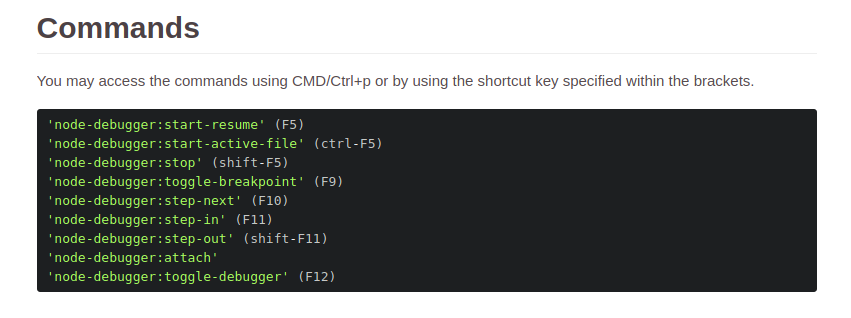 Commands
You may access the commands using CMD/Ctrl+p or by using the shortcut key specified within the brackets.
'node-debugger:start-resume' (F5)
'node-debugger:start-active-file' (ctrl-F5)
'node-debugger:stop' (shift-F5)
'node-debugger:toggle-breakpoint' (F9)
'node-debugger:step-next' (F10)
'node-debugger:step-in' (F11)
'node-debugger:step-out' (shift-F11)
'node-debugger:attach'
'node-debugger:toggle-debugger' (F12)